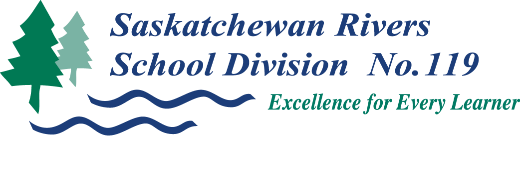 Saskatchewan Rivers
School Division No. 119
Excellence for Every Learner